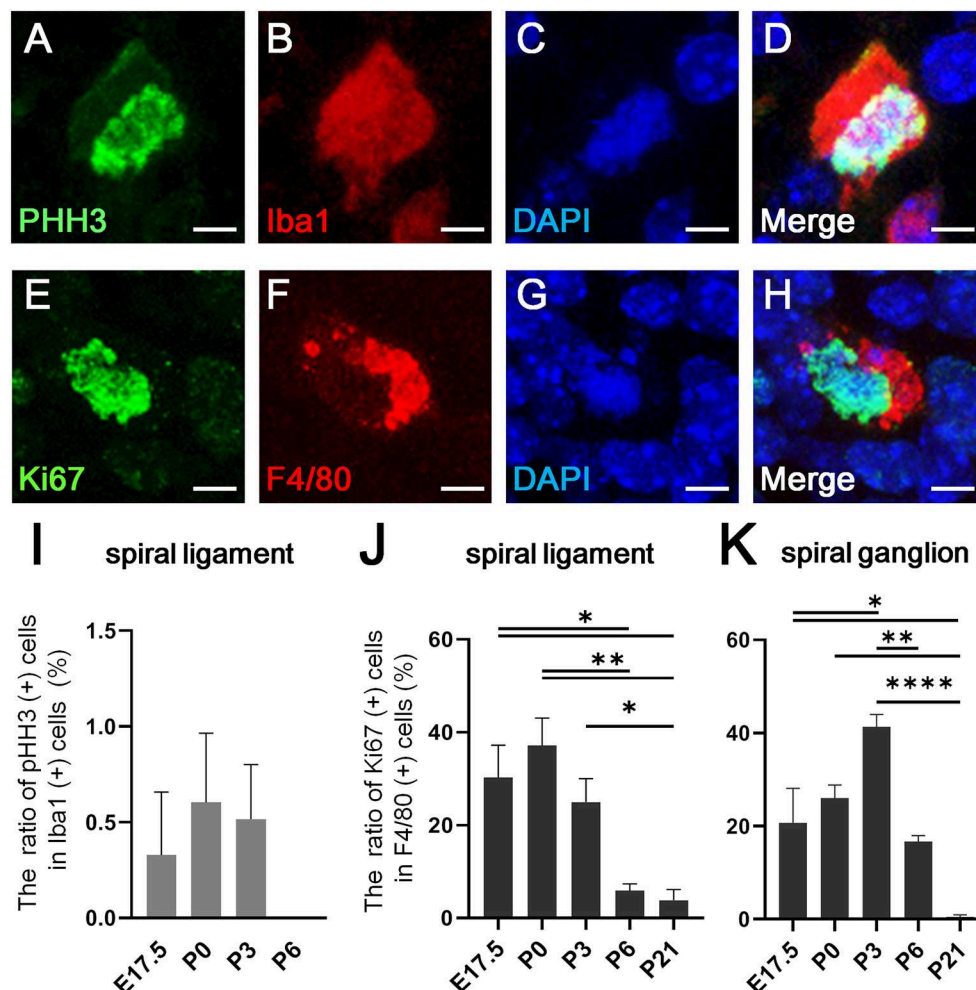 A
B
C
D
PHH3
Iba1
DAPI
Merge
E
F
G
H
Ki67
F4/80
DAPI
Merge
I
spiral ligament
J
spiral ligament
K
spiral ganglion
The ratio of pHH3 (+) cells
in Iba1 (+) cells (%)
1.5
1.0
0.5
0.0
E17.5
P0
P3
P6
The ratio of Ki67 (+) cells
in F4/80 (+) cells (%)
60
40
20
0
*
**
*
E17.5
P0
P3
P6
P21
60
40
20
0
*
**
****
E17.5
P0
P3
P6
P21